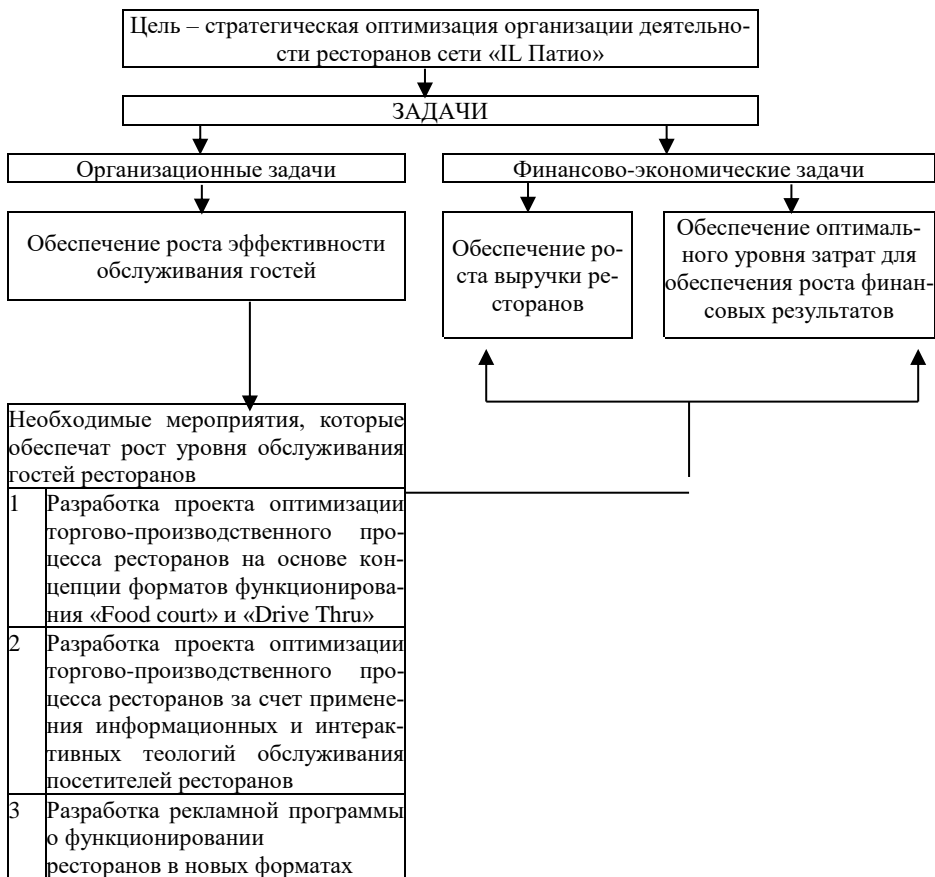 Цель – стратегическая оптимизация организации деятельно-
сти ресторанов сети «IL Патио»
ЗАДАЧИ
Организационные задачи
Финансово-экономические задачи
Обеспечение роста эффективности
обслуживания гостей
Обеспечение ро-
ста выручки ре-
сторанов
Обеспечение оптималь-
ного уровня затрат для
обеспечения роста финан-
совых результатов
Необходимые мероприятия, которые
обеспечат рост уровня обслуживания
гостей ресторанов
1 Разработка проекта оптимизации
торгово-производственного про-
цесса ресторанов на основе кон-
цепции форматов функционирова-
ния «Food court» и «Drive Thru»
2 Разработка проекта оптимизации
торгово-производственного про-
цесса ресторанов за счет примене-
ния информационных и интерак-
тивных теологий обслуживания
посетителей ресторанов
3 Разработка рекламной программы
о функционировании
ресторанов в новых форматах